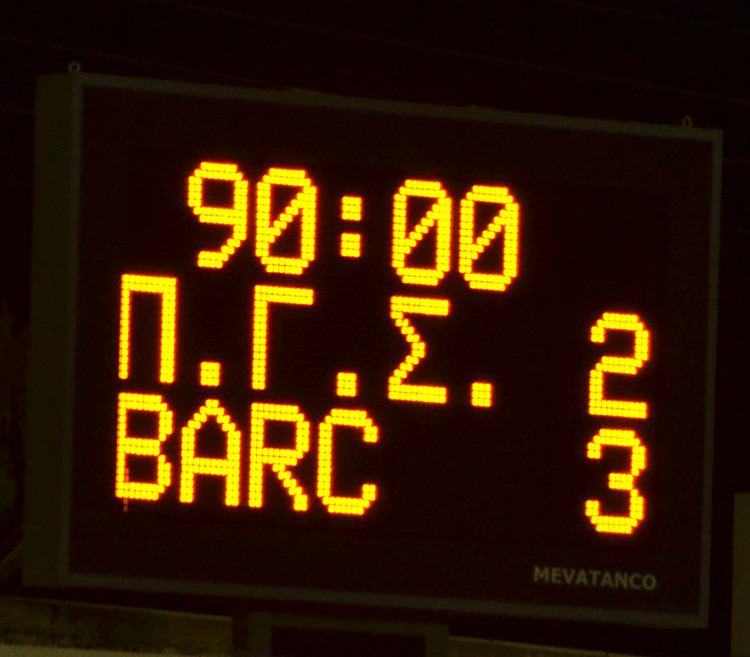 90:00
Π.Γ.Σ. 2
BARC 3
MEVATANCO